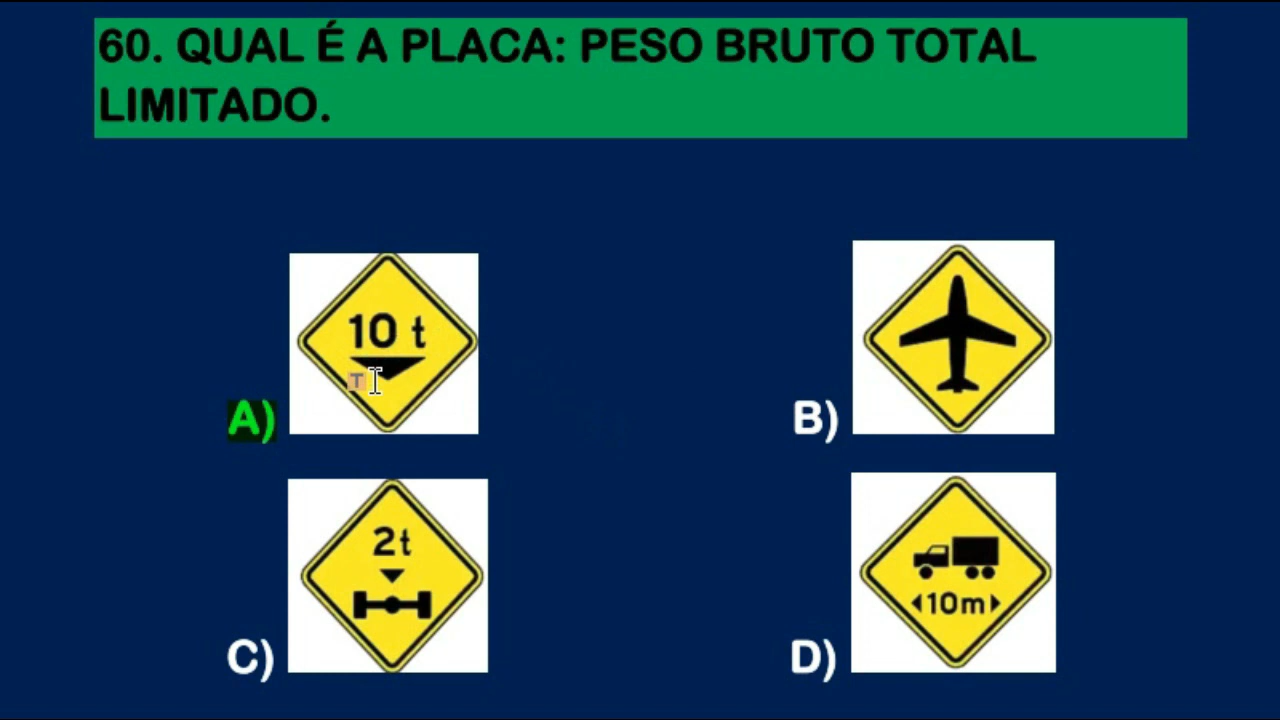 60. QUAL É A PLACA: PESO BRUTO TOTAL
LIMITADO.
10 t
T
A)
B)
2t
C)
10m
D)